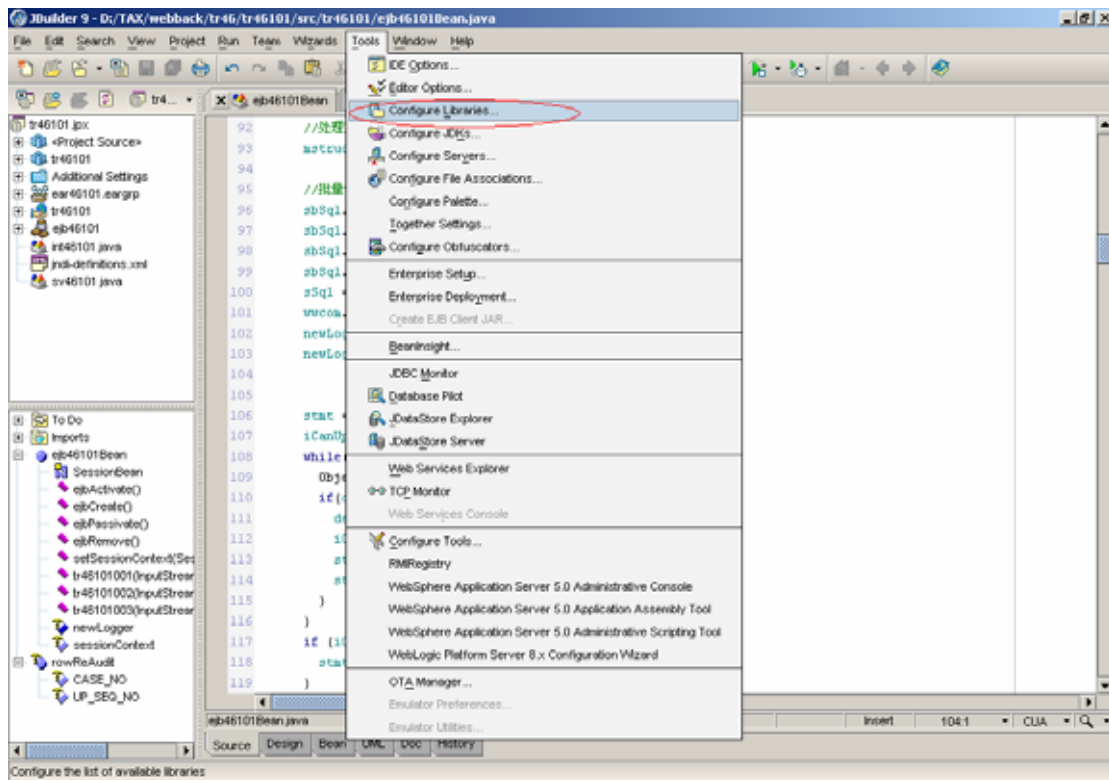 JBuilder 9 - D:/TAX/webback/tr46/tr46101/src/tr46101/ejb46101Bean.java
File Edit Search View Project Run Team Wizards Tools Window Help
tr4...
ejb46101Bean
tr46101.jpx
<Project Source>
tr46101
Additional Settings
ear46101.eargrp
tr46101
ejb46101
int46101.java
jndi-definitions.xml
sv46101.java
To Do
Imports
ejb46101Bean
SessionBean
ejbActivate()
ejbCreate()
ejbPassivate()
ejbRemove()
setSessionContext(Ses
tr46101001(InputStrear
tr46101002(InputStrear
tr46101003(InputStrear
newLogger
sessionContext
rowReAudit
CASE_NO
UP_SEQ_NO
92 //处理
93 mstruc
94
95 //批量
96 sbSql.
97 sbSql.
98 sbSql.
99 sbSql.
100 sSql =
101 wwcom.
102 newLog
103 newLog
104
105
106 stat =
107 iCanUp
108 while
109 Obje
110 if(
111 de
112 i
113 st
114 st
115 }
116 }
117 if (i
118 stat
119 }
IDE Options...
Editor Options...
Configure Libraries...
Configure JDKs...
Configure Servers...
Configure File Associations...
Configure Palette...
Together Settings...
Configure Obfuscators...
Enterprise Setup...
Enterprise Deployment...
Create EJB Client JAR...
BeanInsight...
JDBC Monitor
Database Pilot
JDataStore Explorer
JDataStore Server
Web Services Explorer
TCP Monitor
Web Services Console
Configure Tools...
RMIRegistry
WebSphere Application Server 5.0 Administrative Console
WebSphere Application Server 5.0 Application Assembly Tool
WebSphere Application Server 5.0 Administrative Scripting Tool
WebLogic Platform Server 8.x Configuration Wizard
OTA Manager...
Emulator Preferences...
Emulator Utilities...
ejb46101Bean.java Insert 104:1 CUA
Source Design Bean UML Doc History
Configure the list of available libraries